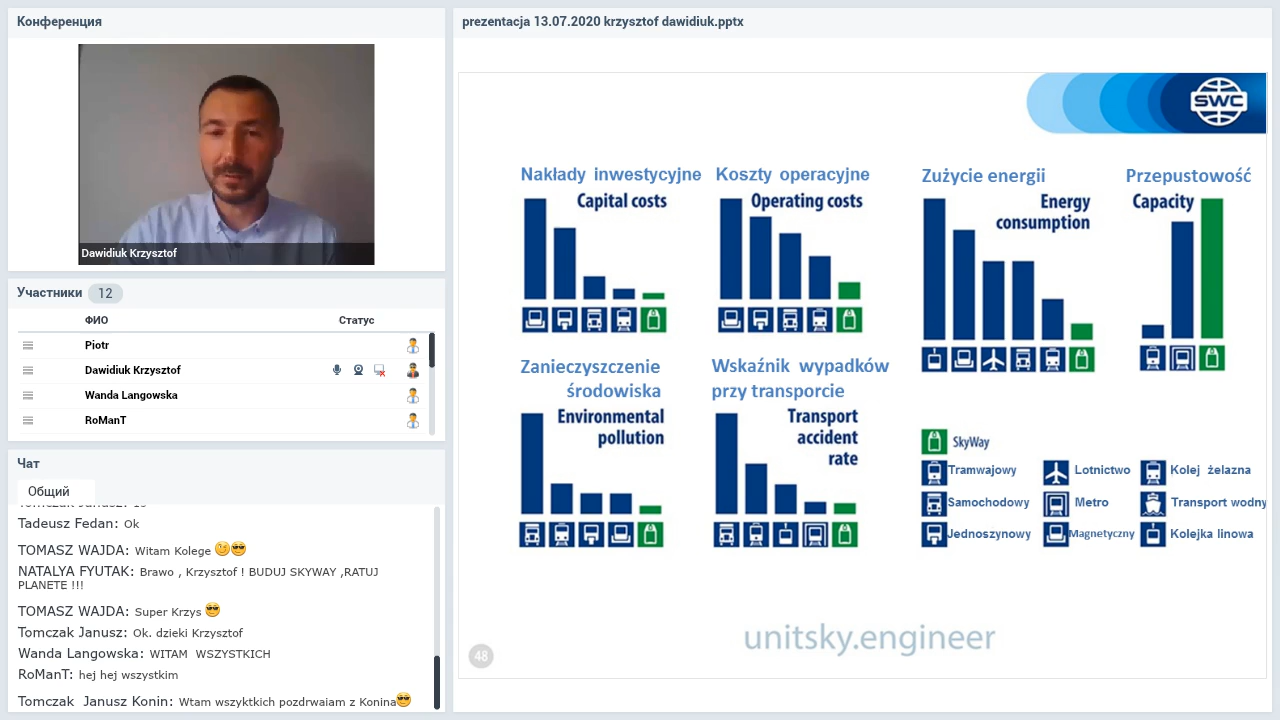 Конференция
Dawidiuk Krzysztof
Участники 12
ФИО Статус
Piotr
Dawidiuk Krzysztof
Wanda Langowska
RoManT
Чат
Общий
Tadeusz Fedan: Ok
TOMASZ WAJDA: Witam Kolege
NATALYA FYUTAK: Brawo , Krzysztof ! BUDUJ SKYWAY ,RATUJ
PLANETE !!!
TOMASZ WAJDA: Super Krzys
Tomczak Janusz: Ok. dzieki Krzysztof
Wanda Langowska: WITAM WSZYSTKICH
RoManT: hej hej wszystkim
Tomczak Janusz Konin: Wtam wszyktkich pozdrwaiam z Konina
prezentacja 13.07.2020 krzysztof dawidiuk.pptx
SWC
Nakłady inwestycyjne
Capital costs
Koszty operacyjne
Operating costs
Zużycie energii
Energy
consumption
Przepustowość
Capacity
Zanieczyszczenie
środowiska
Environmental
pollution
Wskaźnik wypadków
przy transporcie
Transport
accident
rate
SkyWay
Tramwajowy
Lotnictwo
Kolej żelazna
Samochodowy
Metro
Transport wodny
Jednoszynowy
Magnetyczny
Kolejka linowa
unitsky.engineer
48